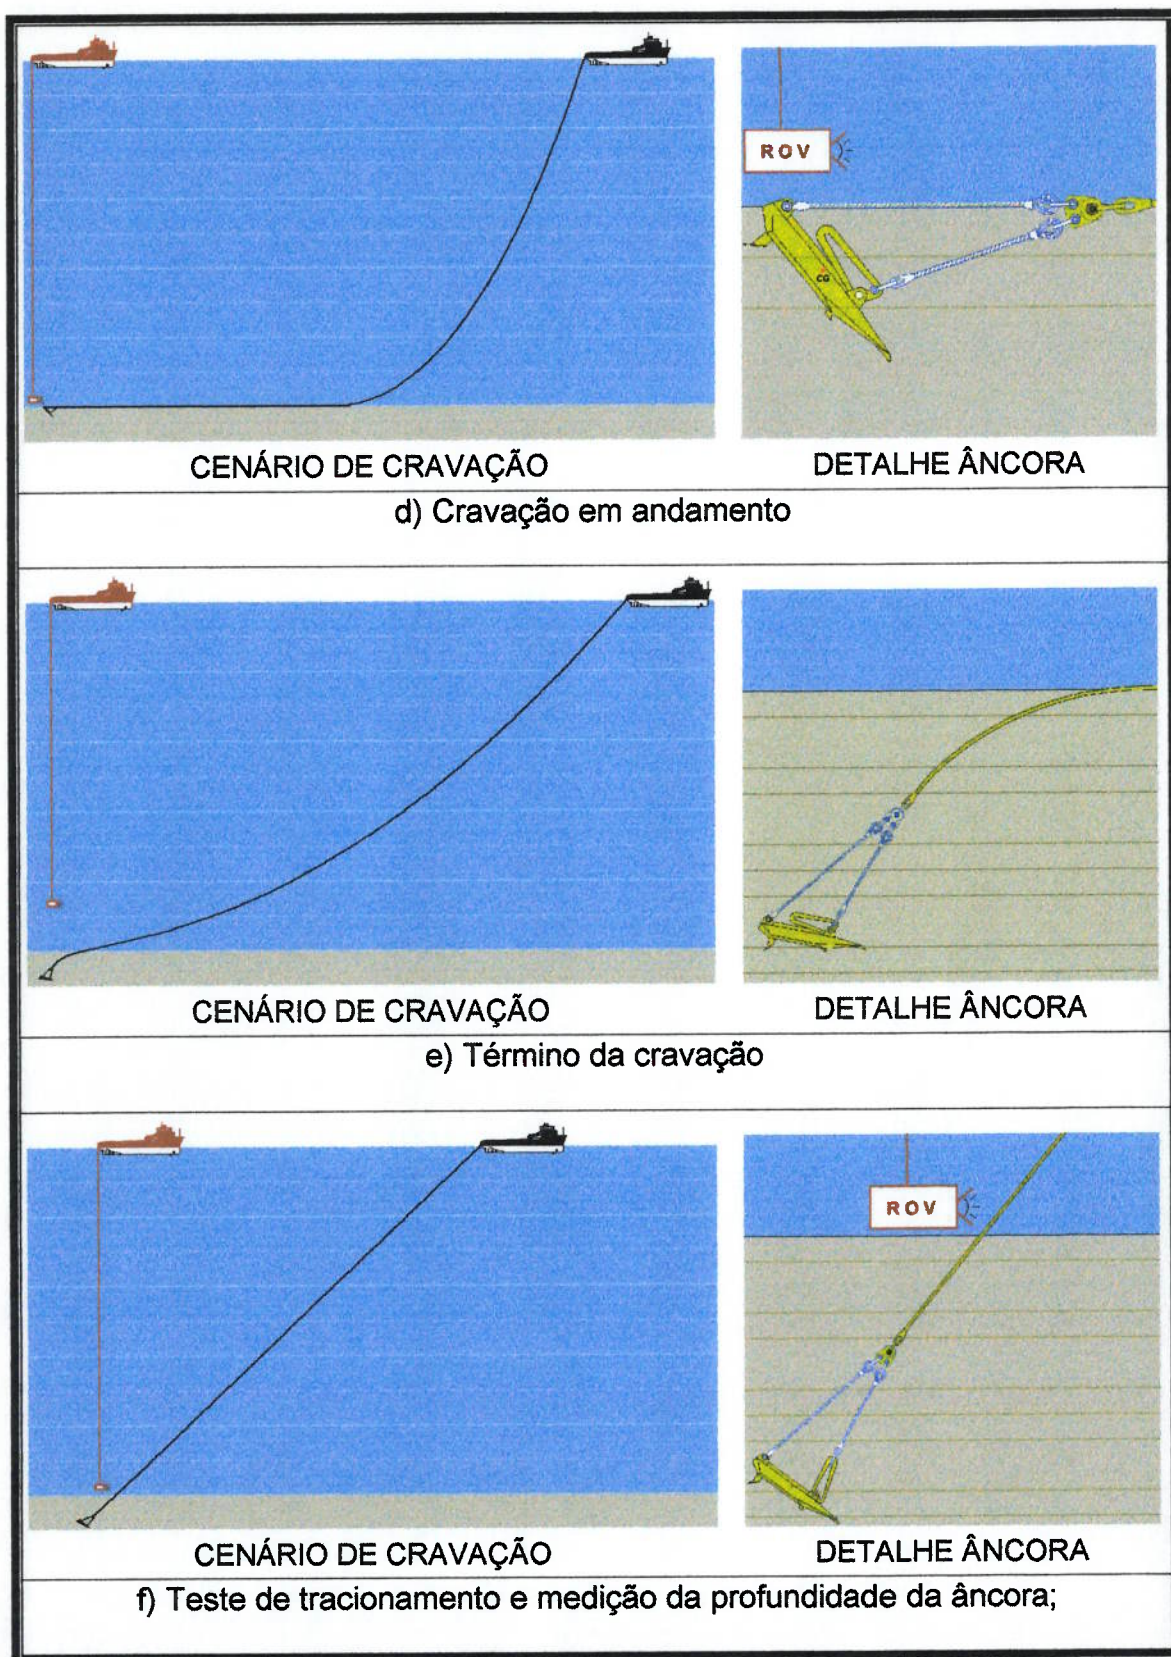 ROV
CG
CENÁRIO DE CRAVAÇÃO
DETALHE ÂNCORA
d) Cravação em andamento
CENÁRIO DE CRAVAÇÃO
DETALHE ÂNCORA
e) Término da cravação
ROV
CENÁRIO DE CRAVAÇÃO
DETALHE ÂNCORA
f) Teste de tracionamento e medição da profundidade da âncora;